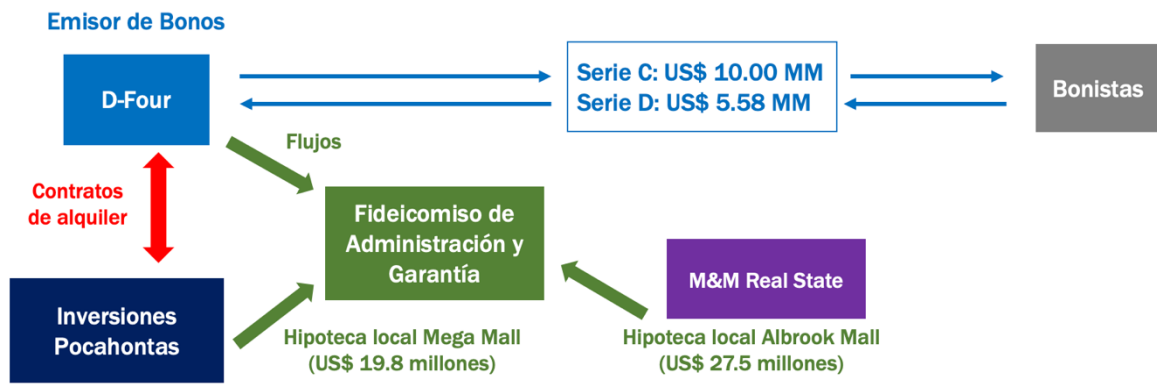 Emisor de Bonos
D-Four
Serie C: US$ 10.00 MM
Serie D: US$ 5.58 MM
Bonistas
Flujos
Contratos
de alquiler
Fideicomiso de
Administración y
Garantía
M&M Real State
Inversiones
Pocahontas
Hipoteca local Mega Mall
(US$ 19.8 millones)
Hipoteca local Albrook Mall
(US$ 27.5 millones)